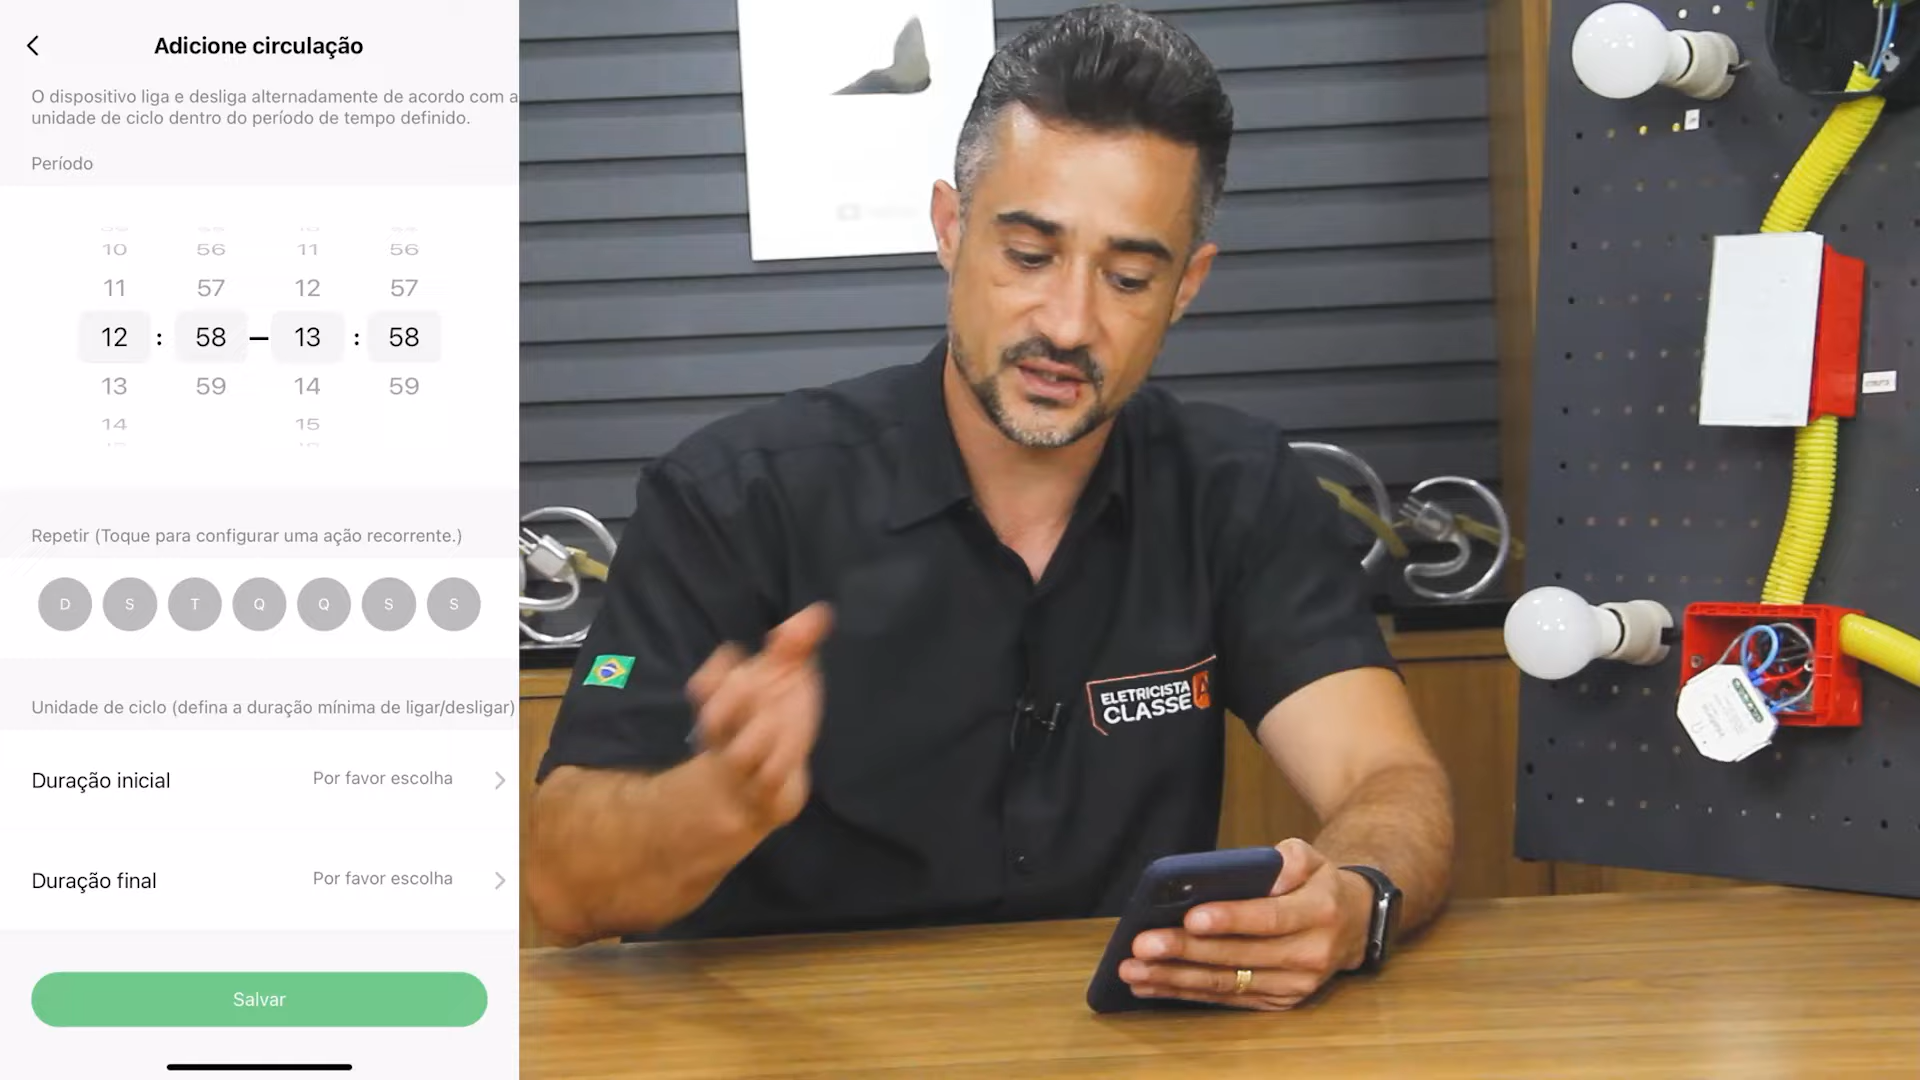 Adicione circulação
O dispositivo liga e desliga alternadamente de acordo com a
unidade de ciclo dentro do período de tempo definido.
Período
10 56 11 56
11 57 12 57
12 : 58 – 13 : 58
13 59 14 59
14 15
Repetir (Toque para configurar uma ação recorrente.)
D S T Q Q S S
Unidade de ciclo (defina a duração mínima de ligar/desligar)
Duração inicial Por favor escolha
Duração final Por favor escolha
Salvar
ELETRICISTA
CLASSE A